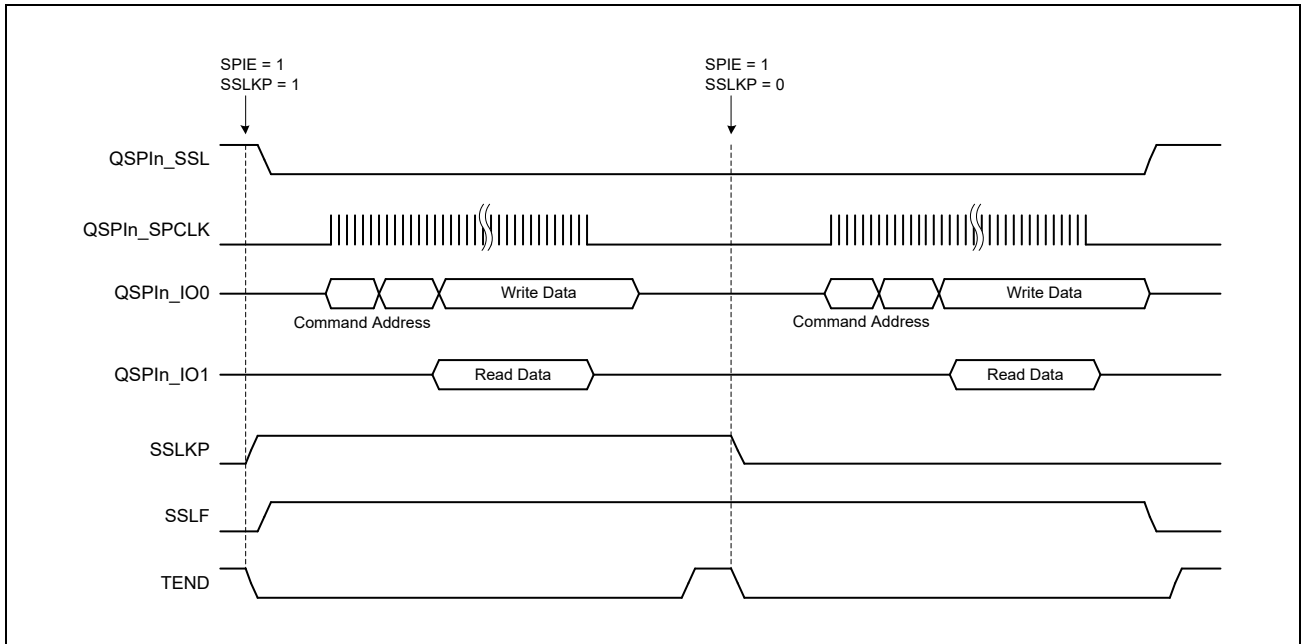 SPIE = 1
SSLKP = 1
SPIE = 1
SSLKP = 0
QSPIn_SSL
QSPIn_SPCLK
QSPIn_IO0
Write Data
Write Data
Command Address
Command Address
QSPIn_IO1
Read Data
Read Data
SSLKP
SSLF
TEND